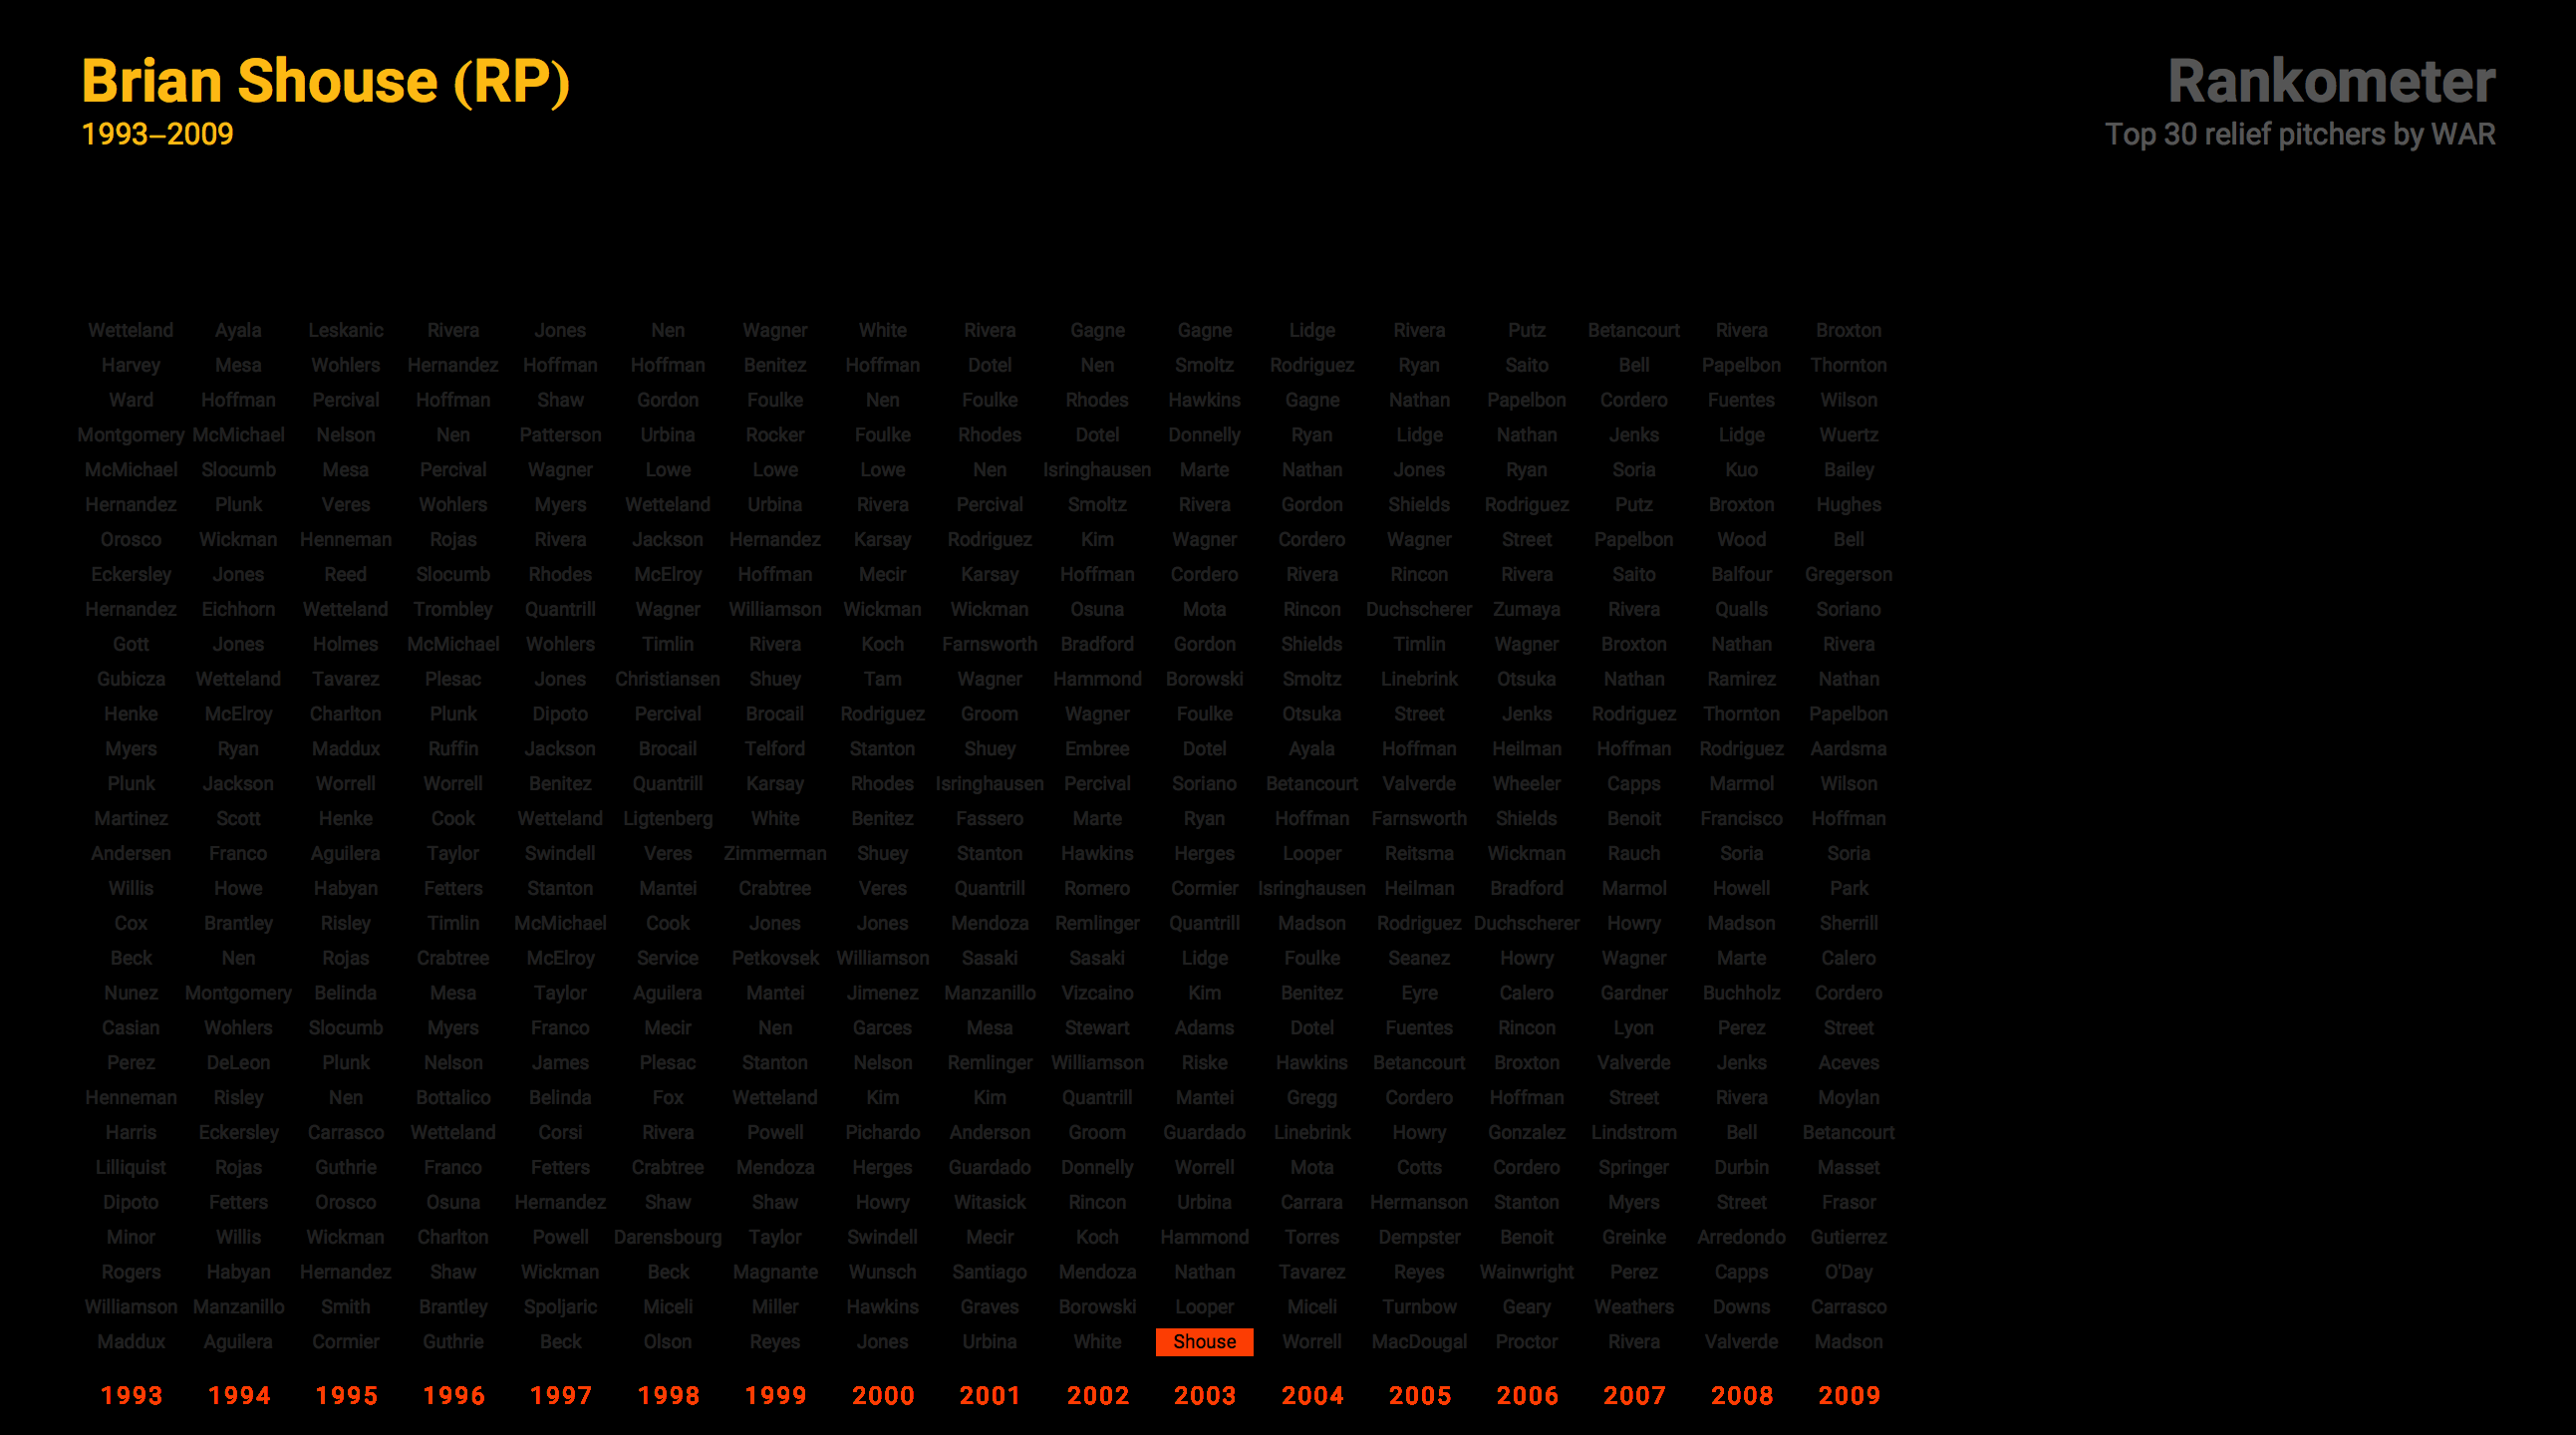 Brian Shouse (RP)
1993–2009
Rankometer
Top 30 relief pitchers by WAR
Wetteland Ayala Leskanic Rivera Jones Nen Wagner White Rivera Gagne Gagne Lidge Rivera Putz Betancourt Rivera Broxton
Harvey Mesa Wohlers Hernandez Hoffman Hoffman Benitez Hoffman Dotel Nen Smoltz Rodriguez Ryan Saito Bell Papelbon Thornton
Ward Hoffman Percival Hoffman Shaw Gordon Foulke Nen Foulke Rhodes Hawkins Gagne Nathan Papelbon Cordero Fuentes Wilson
Montgomery McMichael Nelson Nen Patterson Urbina Rocker Foulke Rhodes Dotel Donnelly Ryan Lidge Nathan Jenks Lidge Wuertz
McMichael Slocumb Mesa Percival Wagner Lowe Lowe Lowe Nen Isringhausen Marte Nathan Jones Ryan Soria Kuo Bailey
Hernandez Plunk Veres Wohlers Myers Wetteland Urbina Rivera Percival Smoltz Rivera Gordon Shields Rodriguez Putz Broxton Hughes
Orosco Wickman Henneman Rojas Rivera Jackson Hernandez Karsay Rodriguez Kim Wagner Cordero Wagner Street Papelbon Wood Bell
Eckersley Jones Reed Slocumb Rhodes McElroy Hoffman Mecir Karsay Hoffman Cordero Rivera Rincon Rivera Saito Balfour Gregerson
Hernandez Eichhorn Wetteland Trombley Quantrill Wagner Williamson Wickman Wickman Osuna Mota Rincon Duchscherer Zumaya Rivera Qualls Soriano
Gott Jones Holmes McMichael Wohlers Timlin Rivera Koch Farnsworth Bradford Gordon Shields Timlin Wagner Broxton Nathan Rivera
Gubicza Wetteland Tavarez Plesac Jones Christiansen Shuey Tam Wagner Hammond Borowski Smoltz Linebrink Otsuka Nathan Ramirez Nathan
Henke McElroy Charlton Plunk Dipoto Percival Brocail Rodriguez Groom Wagner Foulke Otsuka Street Jenks Rodriguez Thornton Papelbon
Myers Ryan Maddux Ruffin Jackson Brocail Telford Stanton Shuey Embree Dotel Ayala Hoffman Heilman Hoffman Rodriguez Aardsma
Plunk Jackson Worrell Worrell Benitez Quantrill Karsay Rhodes Isringhausen Percival Soriano Betancourt Valverde Wheeler Capps Marmol Wilson
Martinez Scott Henke Cook Wetteland Ligtenberg White Benitez Fassero Marte Ryan Hoffman Farnsworth Shields Benoit Francisco Hoffman
Andersen Franco Aguilera Taylor Swindell Veres Zimmerman Shuey Stanton Hawkins Herges Looper Reitsma Wickman Rauch Soria Soria
Willis Howe Habyan Fetters Stanton Mantei Crabtree Veres Quantrill Romero Cormier Isringhausen Heilman Bradford Marmol Howell Park
Cox Brantley Risley Timlin McMichael Cook Jones Jones Mendoza Remlinger Quantrill Madson Rodriguez Duchscherer Howry Madson Sherrill
Beck Nen Rojas Crabtree McElroy Service Petkovsek Williamson Sasaki Sasaki Lidge Foulke Seanez Howry Wagner Marte Calero
Nunez Montgomery Belinda Mesa Taylor Aguilera Mantei Jimenez Manzanillo Vizcaino Kim Benitez Eyre Calero Gardner Buchholz Cordero
Casian Wohlers Slocumb Myers Franco Mecir Nen Garces Mesa Stewart Adams Dotel Fuentes Rincon Lyon Perez Street
Perez DeLeon Plunk Nelson James Plesac Stanton Nelson Remlinger Williamson Riske Hawkins Betancourt Broxton Valverde Jenks Aceves
Henneman Risley Nen Bottalico Belinda Fox Wetteland Kim Kim Quantrill Mantei Gregg Cordero Hoffman Street Rivera Moylan
Harris Eckersley Carrasco Wetteland Corsi Rivera Powell Pichardo Anderson Groom Guardado Linebrink Howry Gonzalez Lindstrom Bell Betancourt
Lilliquist Rojas Guthrie Franco Fetters Crabtree Mendoza Herges Guardado Donnelly Worrell Mota Cotts Cordero Springer Durbin Masset
Dipoto Fetters Orosco Osuna Hernandez Shaw Shaw Howry Witasick Rincon Urbina Carrara Hermanson Stanton Myers Street Frasor
Minor Willis Wickman Charlton Powell Darensbourg Taylor Swindell Mecir Koch Hammond Torres Dempster Benoit Greinke Arredondo Gutierrez
Rogers Habyan Hernandez Shaw Wickman Beck Magnante Wunsch Santiago Mendoza Nathan Tavarez Reyes Wainwright Perez Capps O'Day
Williamson Manzanillo Smith Brantley Spoljaric Miceli Miller Hawkins Graves Borowski Looper Miceli Turnbow Geary Weathers Downs Carrasco
Maddux Aguilera Cormier Guthrie Beck Olson Reyes Jones Urbina White Shouse Worrell MacDougal Proctor Rivera Valverde Madson
1993 1994 1995 1996 1997 1998 1999 2000 2001 2002 2003 2004 2005 2006 2007 2008 2009